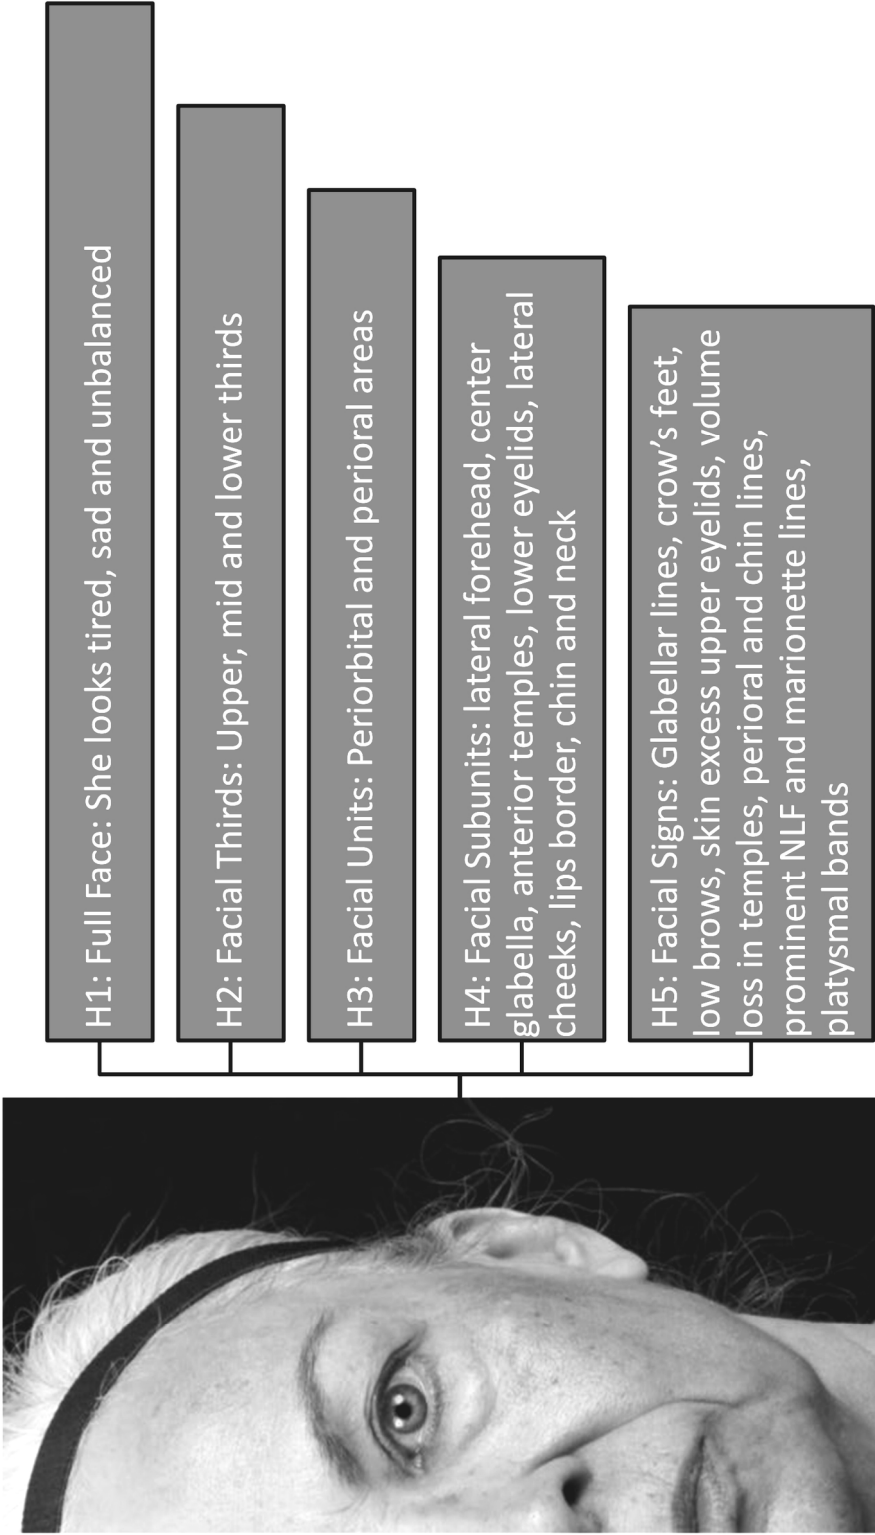 H1: Full Face: She looks tired, sad and unbalanced
H2: Facial Thirds: Upper, mid and lower thirds
H3: Facial Units: Periorbital and perioral areas
H4: Facial Subunits: lateral forehead, center
glabella, anterior temples, lower eyelids, lateral
cheeks, lips border, chin and neck
H5: Facial Signs: Glabellar lines, crow’s feet,
low brows, skin excess upper eyelids, volume
loss in temples, perioral and chin lines,
prominent NLF and marionette lines,
platysmal bands